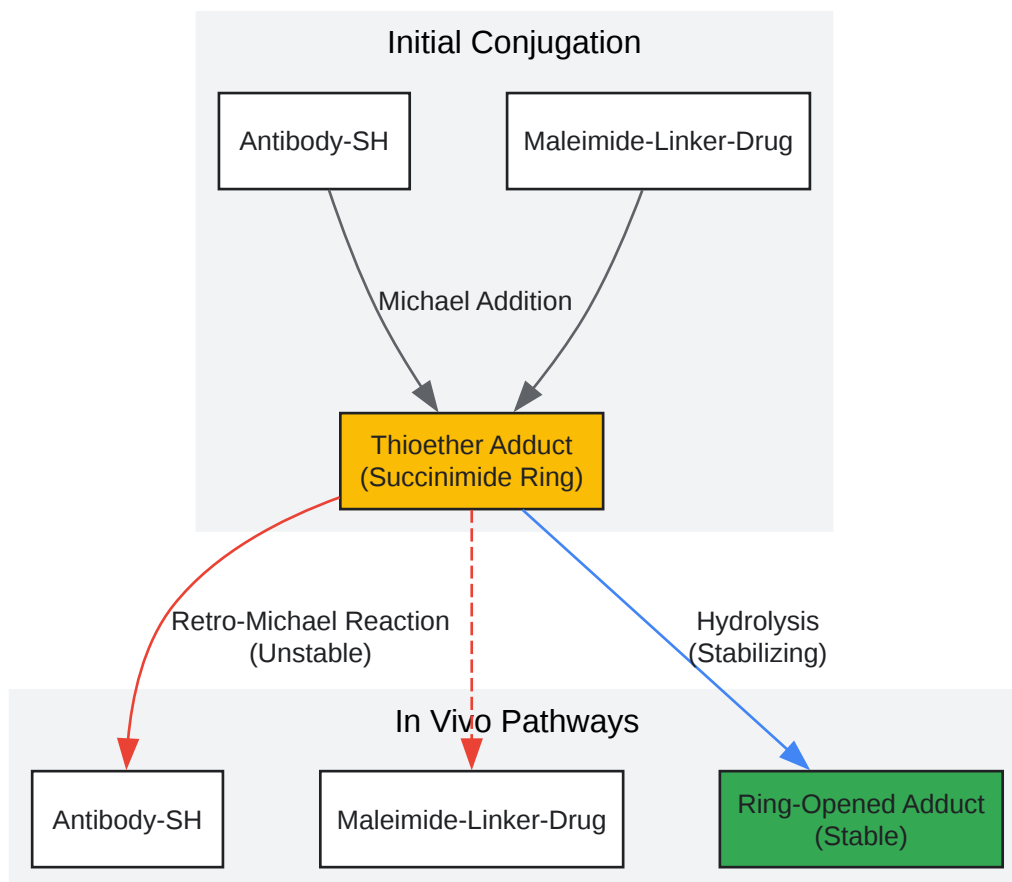 Initial Conjugation
Antibody-SH
Maleimide-Linker-Drug
Michael Addition
Thioether Adduct
(Succinimide Ring)
Retro-Michael Reaction
(Unstable)
Hydrolysis
(Stabilizing)
In Vivo Pathways
Antibody-SH
Maleimide-Linker-Drug
Ring-Opened Adduct
(Stable)